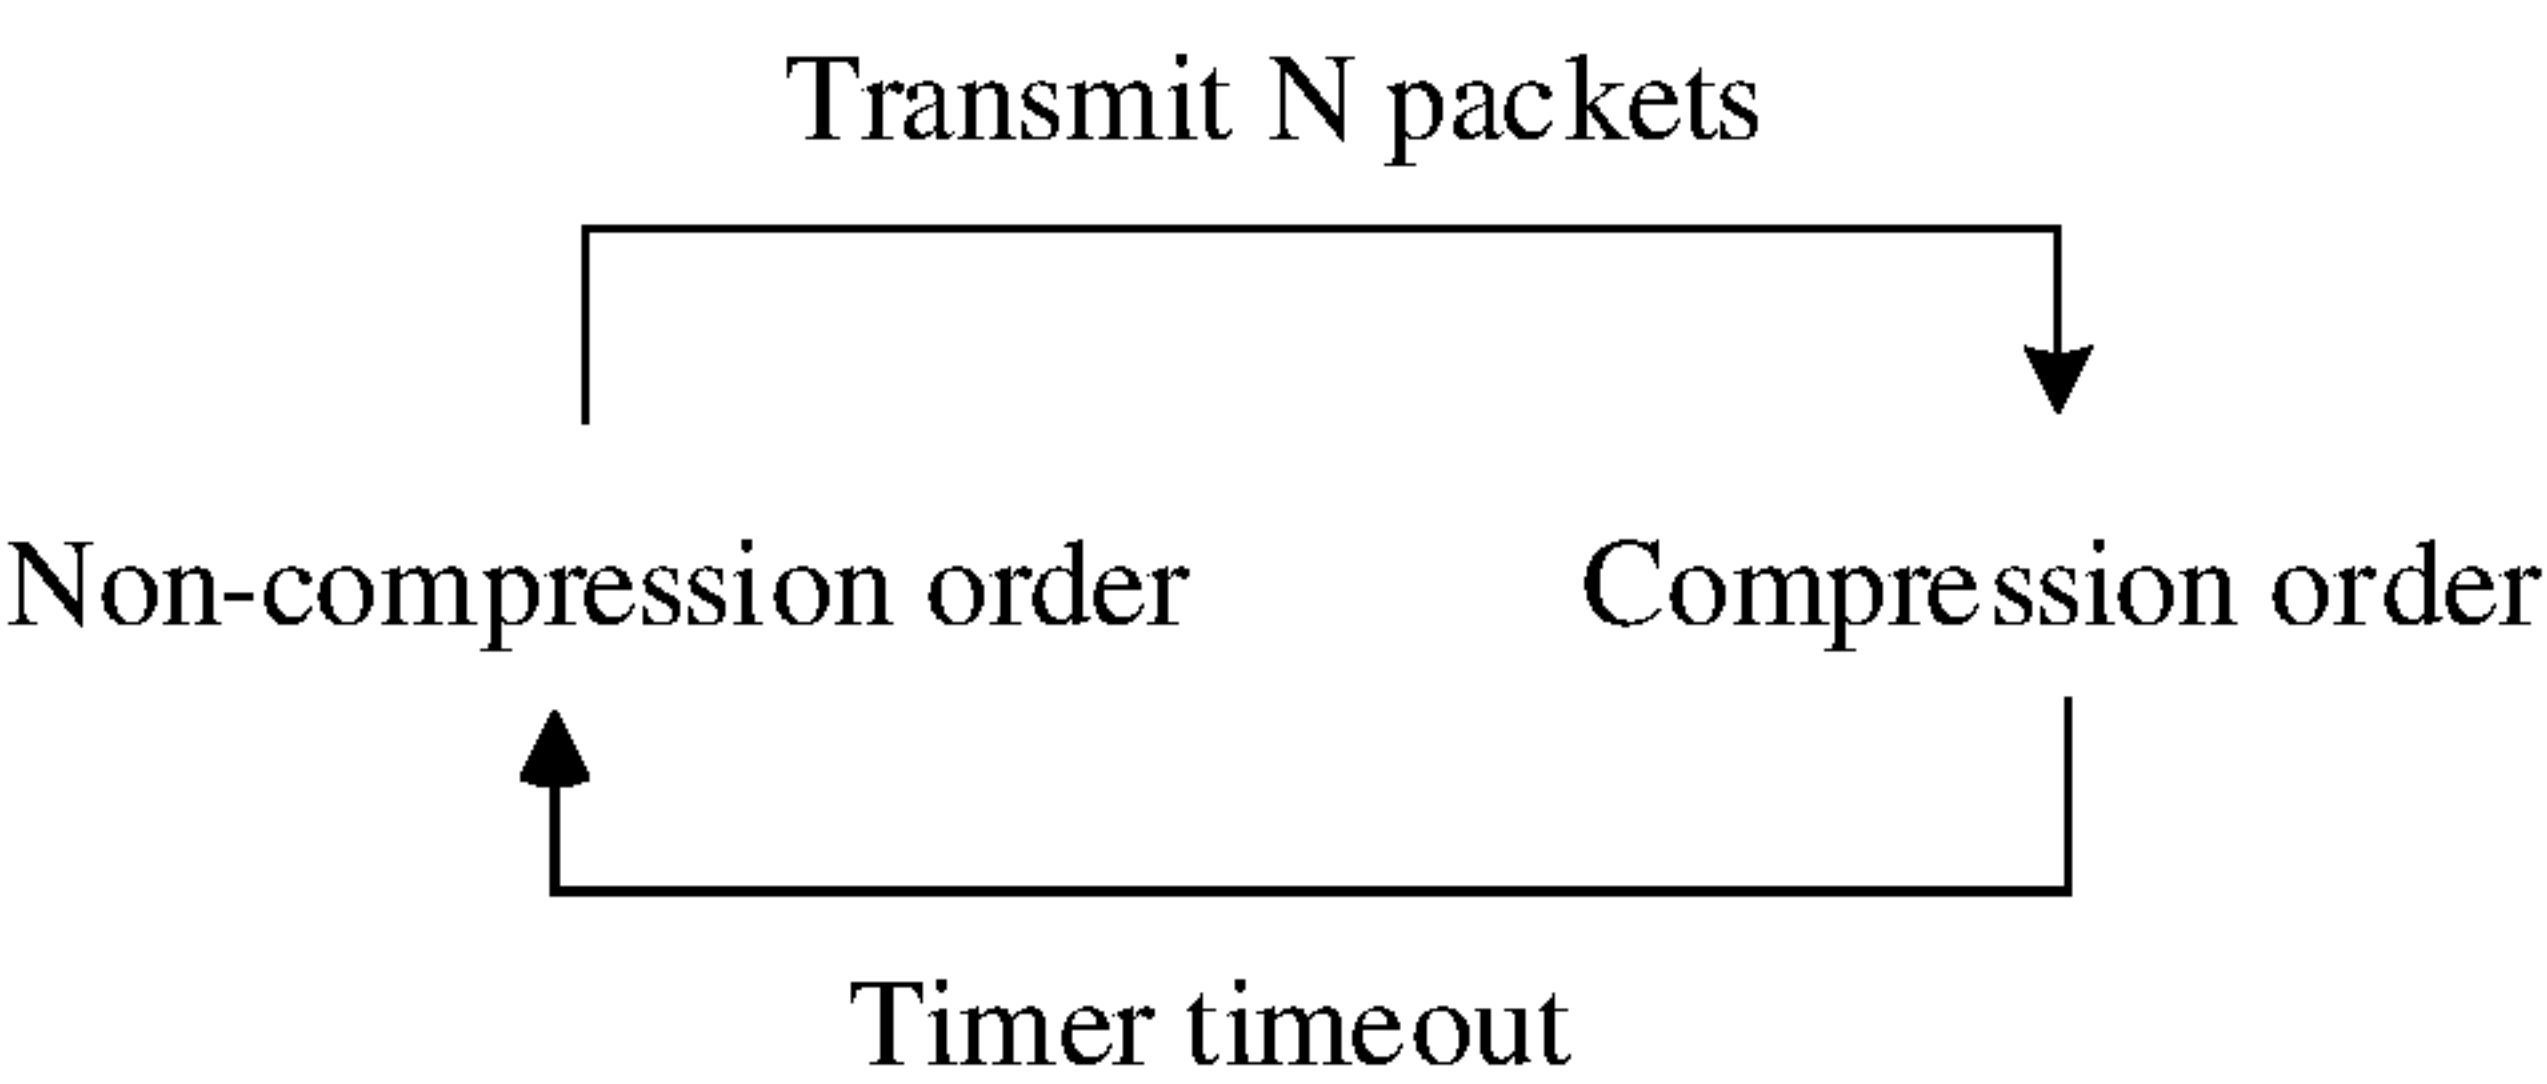 Transmit N packets
Non-compression order
Compression order
Timer timeout